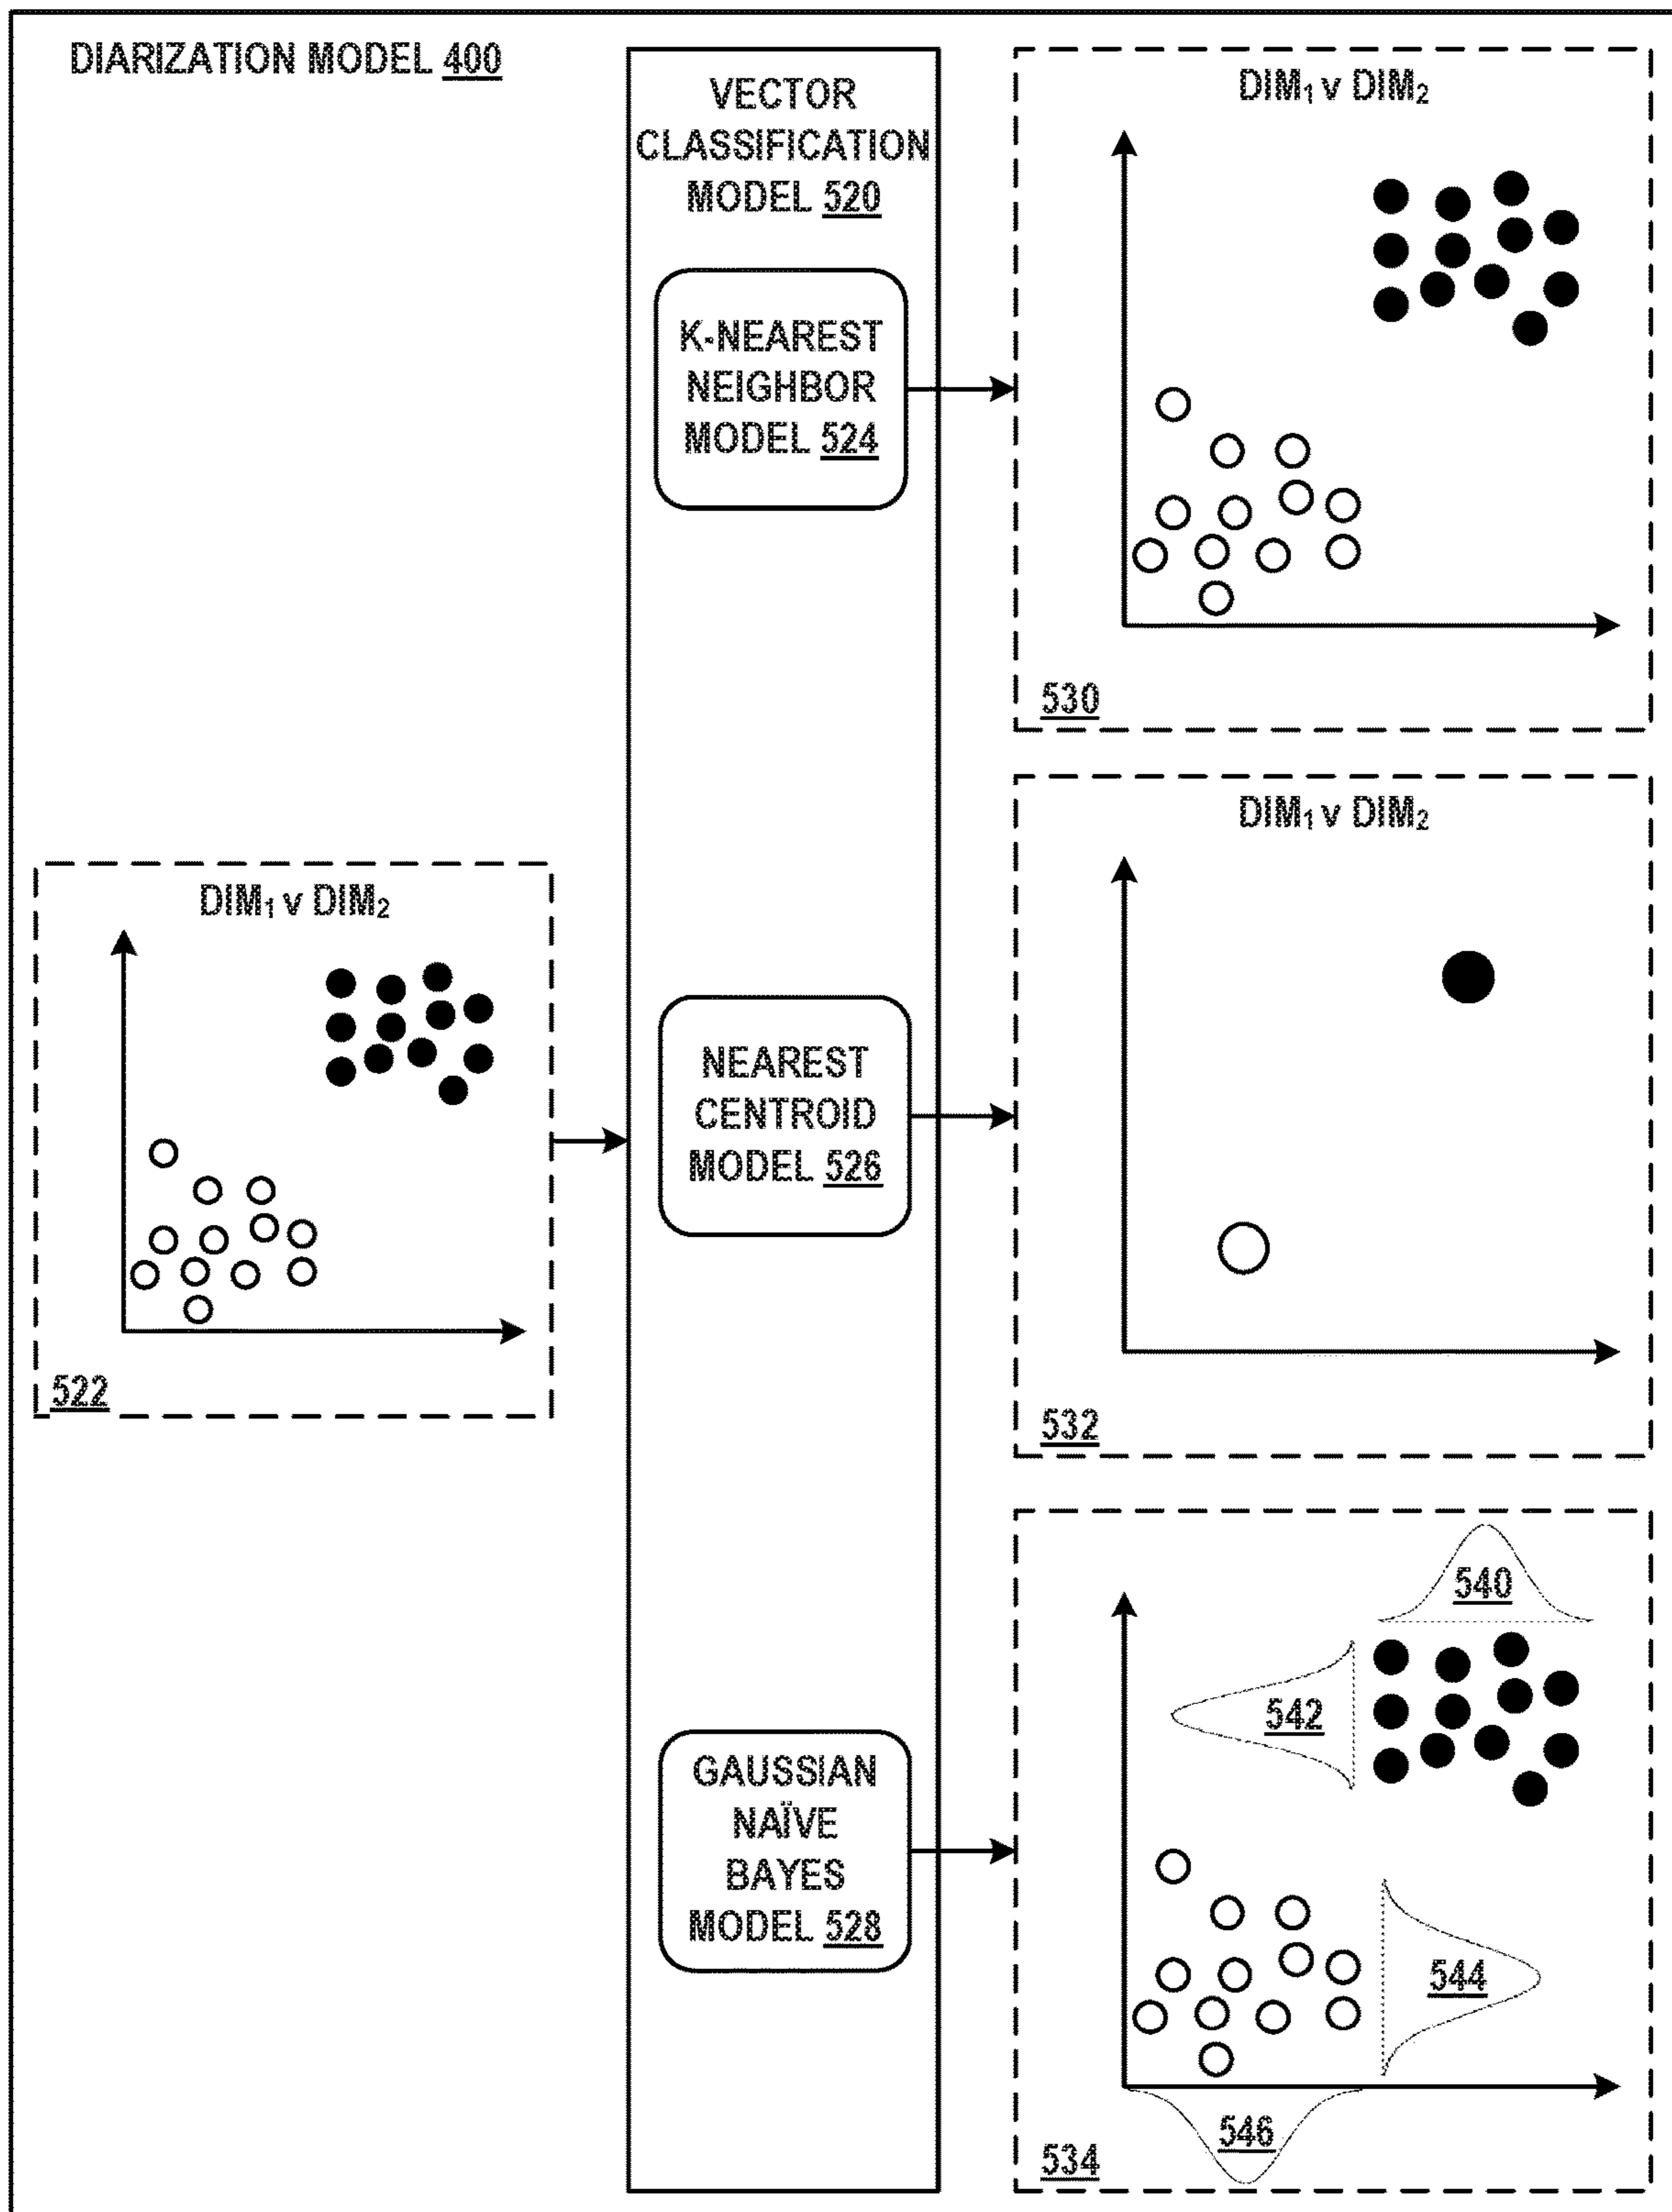 DIARIZATION MODEL 400
VECTOR
CLASSIFICATION
MODEL 520
K-NEAREST
NEIGHBOR
MODEL 524
DIM₁ v DIM₂
530
DIM₁ v DIM₂
522
NEAREST
CENTROID
MODEL 526
DIM₁ v DIM₂
532
GAUSSIAN
NAÏVE
BAYES
MODEL 528
540
542
544
546
534